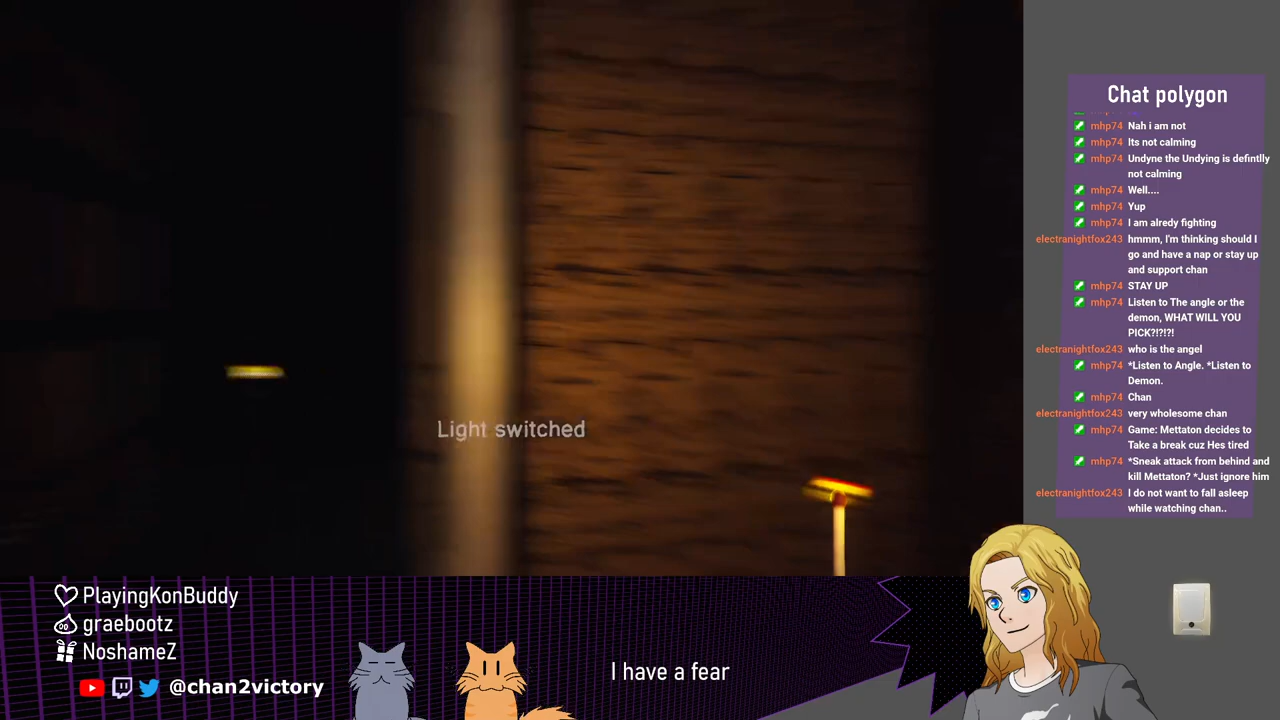 Light switched
Chat polygon
mhp74 Nah i am not
mhp74 Its not calming
mhp74 Undyne the Undying is defintlly
not calming
mhp74 Well....
mhp74 Yup
mhp74 I am alredy fighting
electranightfox243 hmmm, I'm thinking should I
go and have a nap or stay up
and support chan
mhp74 STAY UP
mhp74 Listen to The angle or the
demon, WHAT WILL YOU
PICK?!?!?!
electranightfox243 who is the angel
mhp74 *Listen to Angle. *Listen to
Demon.
mhp74 Chan
electranightfox243 very wholesome chan
mhp74 Game: Mettaton decides to
Take a break cuz Hes tired
mhp74 *Sneak attack from behind and
kill Mettaton? *Just ignore him
electranightfox243 I do not want to fall asleep
while watching chan..
PlayingKonBuddy
graebootz
NoshameZ
@chan2victory
I have a fear